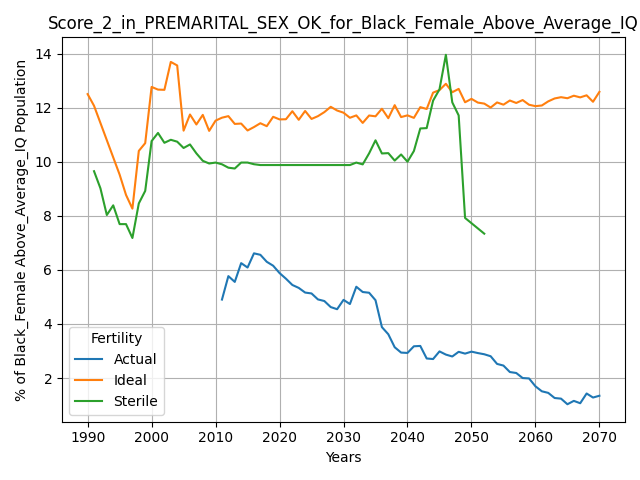 Score_2_in_PREMARITAL_SEX_OK_for_Black_Female_Above_Average_IQ
% of Black_Female Above_Average_IQ Population
14
12
10
8
6
4
2
Fertility
Actual
Ideal
Sterile
1990 2000 2010 2020 2030 2040 2050 2060 2070
Years